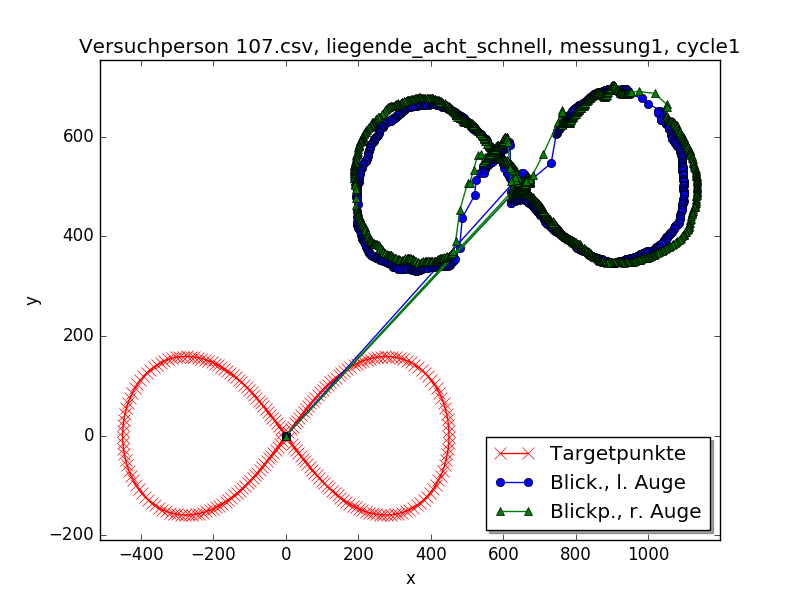 Versuchperson 107.csv, liegende_acht_schnell, messung1, cycle1
y
600
400
200
0
−200
−400
−200
0
200
400
600
800
1000
x
Targetpunkte
Blick., l. Auge
Blickp., r. Auge